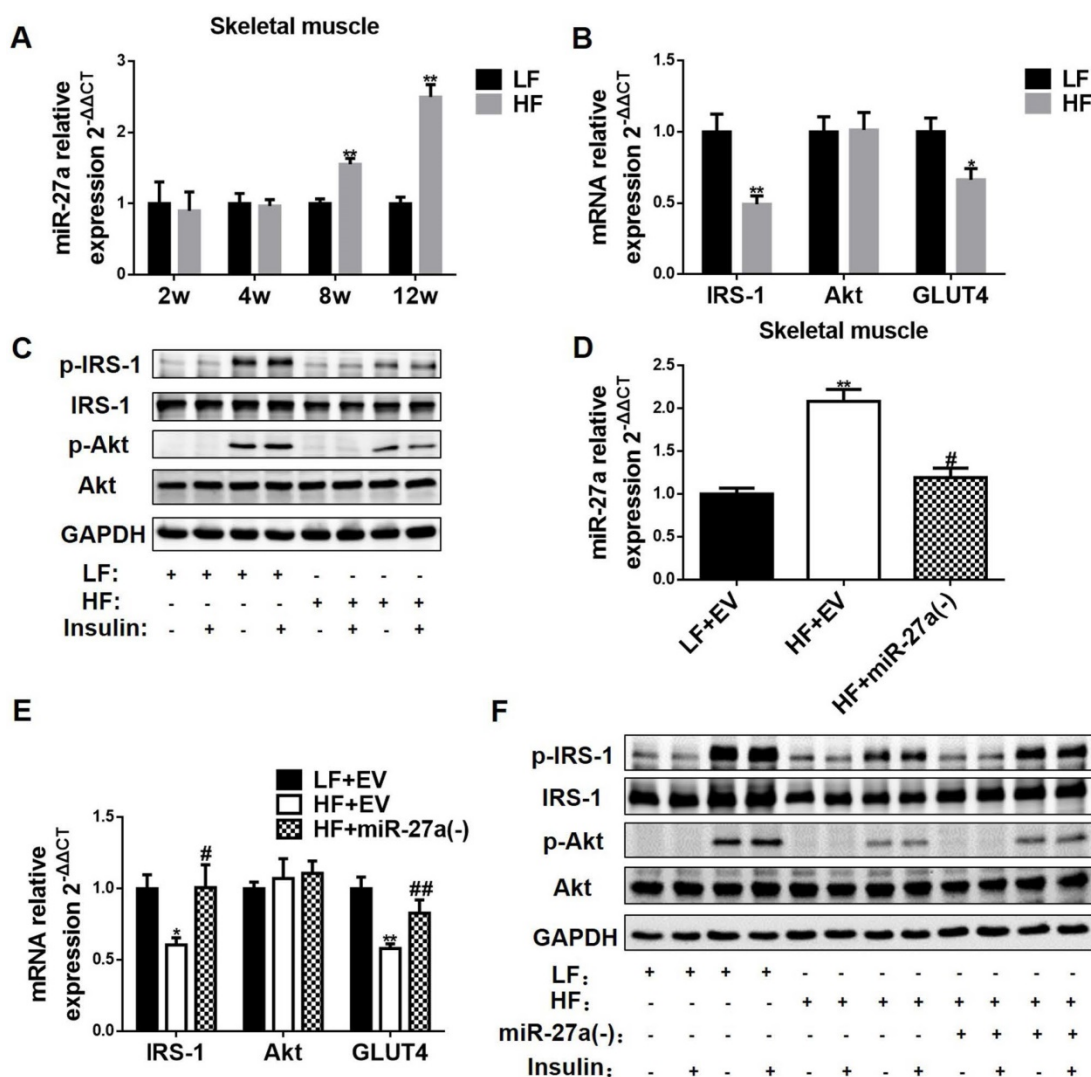 A
Skeletal muscle
miR-27a relative
expression 2^-ΔΔCT
3
2
1
0
**
**
2w 4w 8w 12w
LF
HF
B
mRNA relative
expression 2^-ΔΔCT
1.5
1.0
0.5
0.0
**
*
IRS-1 Akt GLUT4
LF
HF
C
p-IRS-1
IRS-1
p-Akt
Akt
GAPDH
LF: + + + + - - - -
HF: - - - - + + + +
Insulin: - + - + - + - +
D
Skeletal muscle
miR-27a relative
expression 2^-ΔΔCT
2.5
2.0
1.5
1.0
0.5
0.0
**
#
LF+EV
HF+EV
HF+miR-27a(-)
E
LF+EV
HF+EV
HF+miR-27a(-)
mRNA relative
expression 2^-ΔΔCT
1.5
1.0
0.5
0.0
*
#
**
##
IRS-1 Akt GLUT4
F
p-IRS-1
IRS-1
p-Akt
Akt
GAPDH
LF: + + + + - - - - - - - -
HF: - - - - + + + + + + + +
miR-27a(-): - - - - - - - - + + + +
Insulin: - + - + - + - + - + - +